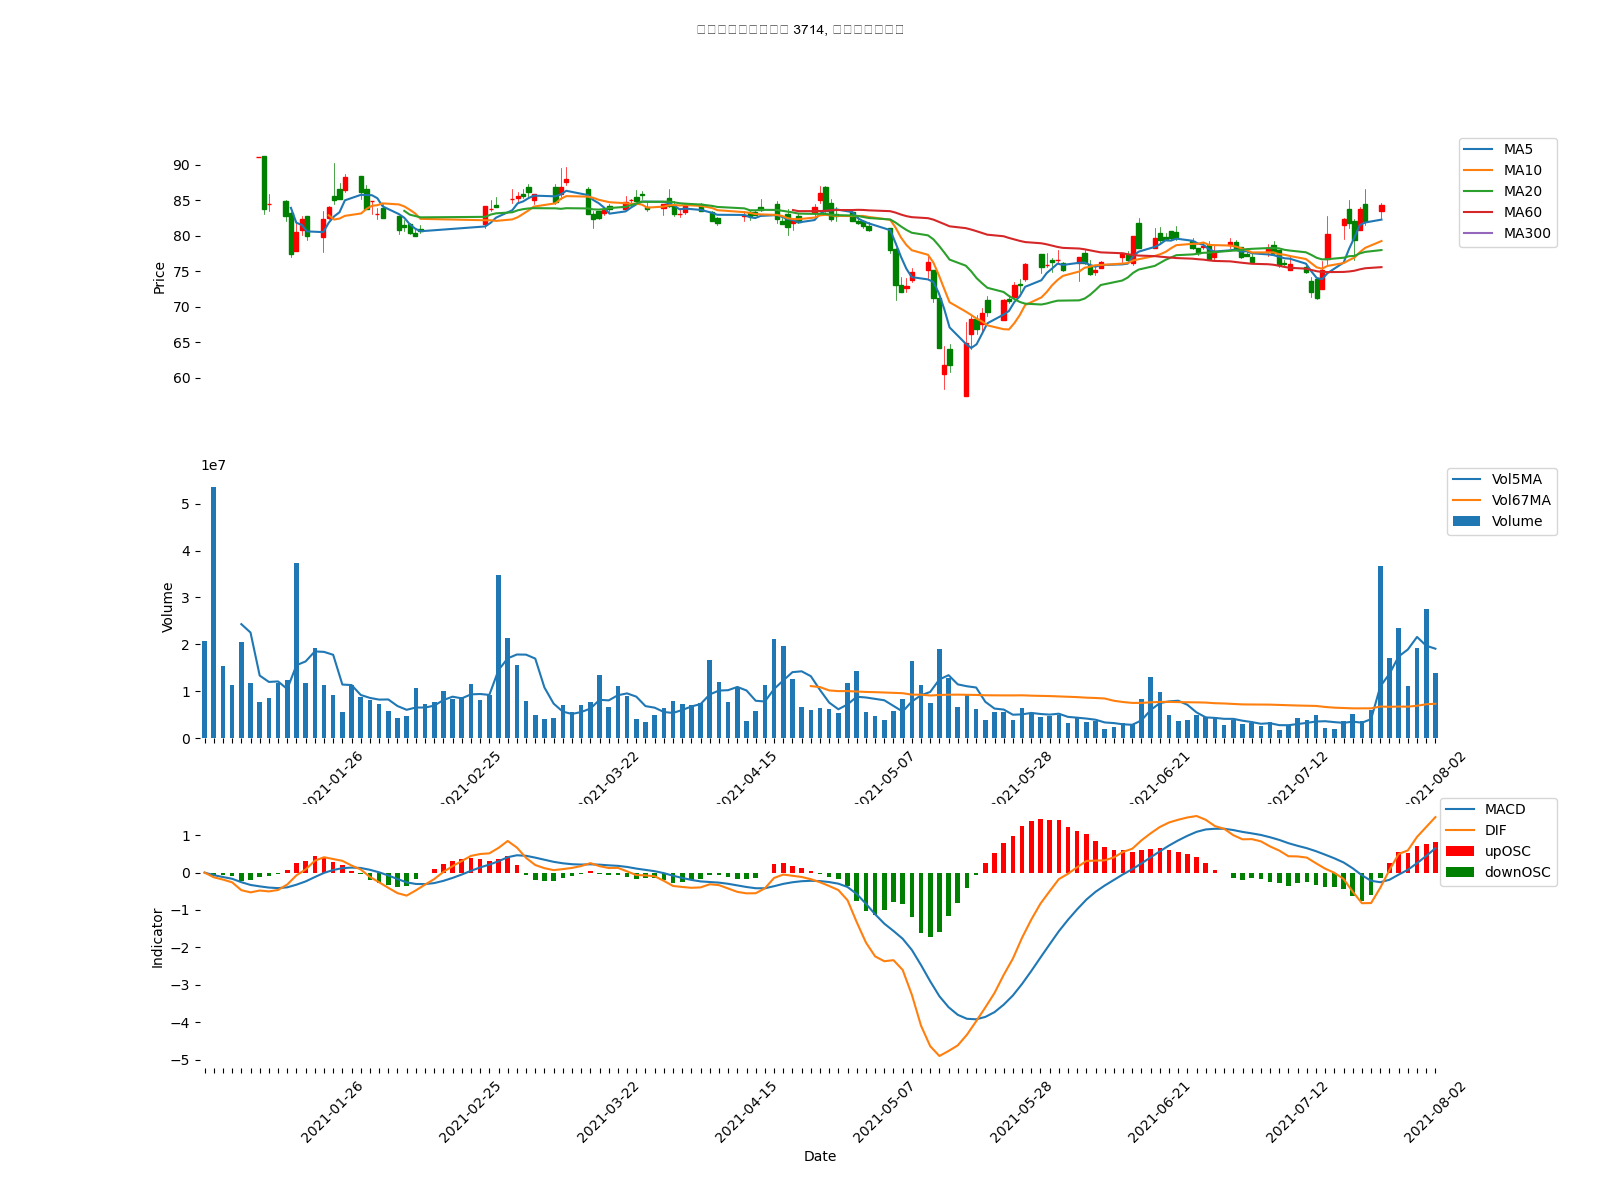 3714,
90
85
80
75
70
65
60
Price
MA5
MA10
MA20
MA60
MA300
1e7
5
4
3
2
1
0
Volume
Vol5MA
Vol67MA
Volume
2021-01-26
2021-02-25
2021-03-22
2021-04-15
2021-05-07
2021-05-28
2021-06-21
2021-07-12
2021-08-02
1
0
−1
−2
−3
−4
−5
Indicator
MACD
DIF
upOSC
downOSC
2021-01-26
2021-02-25
2021-03-22
2021-04-15
2021-05-07
2021-05-28
2021-06-21
2021-07-12
2021-08-02
Date